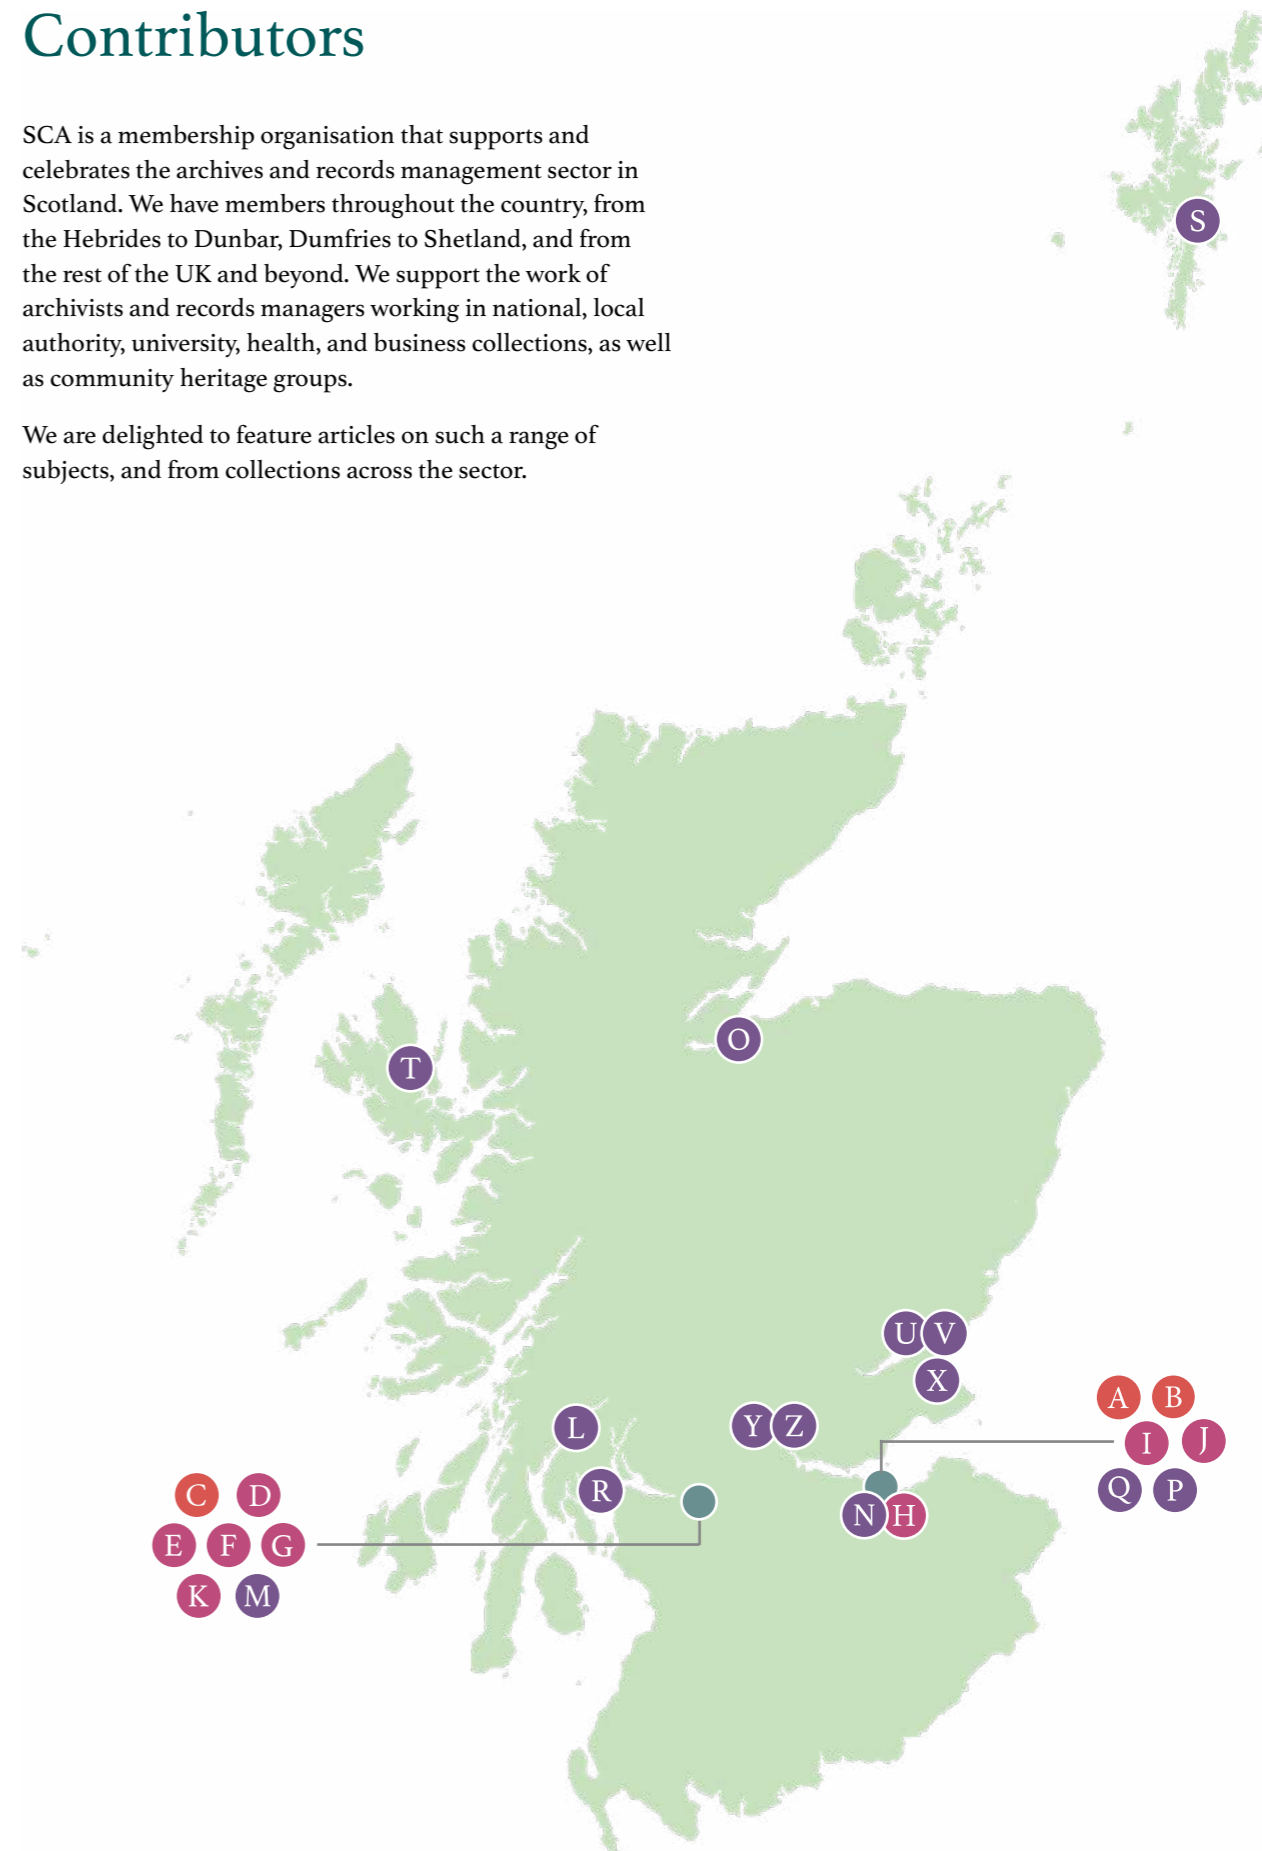 Contributors
SCA is a membership organisation that supports and
celebrates the archives and records management sector in
Scotland. We have members throughout the country, from
the Hebrides to Dunbar, Dumfries to Shetland, and from
the rest of the UK and beyond. We support the work of
archivists and records managers working in national, local
authority, university, health, and business collections, as well
as community heritage groups.
We are delighted to feature articles on such a range of
subjects, and from collections across the sector.
S
O
T
U V
X
A B
I J
Q P
L
Y Z
R
N H
C D
E F G
K M